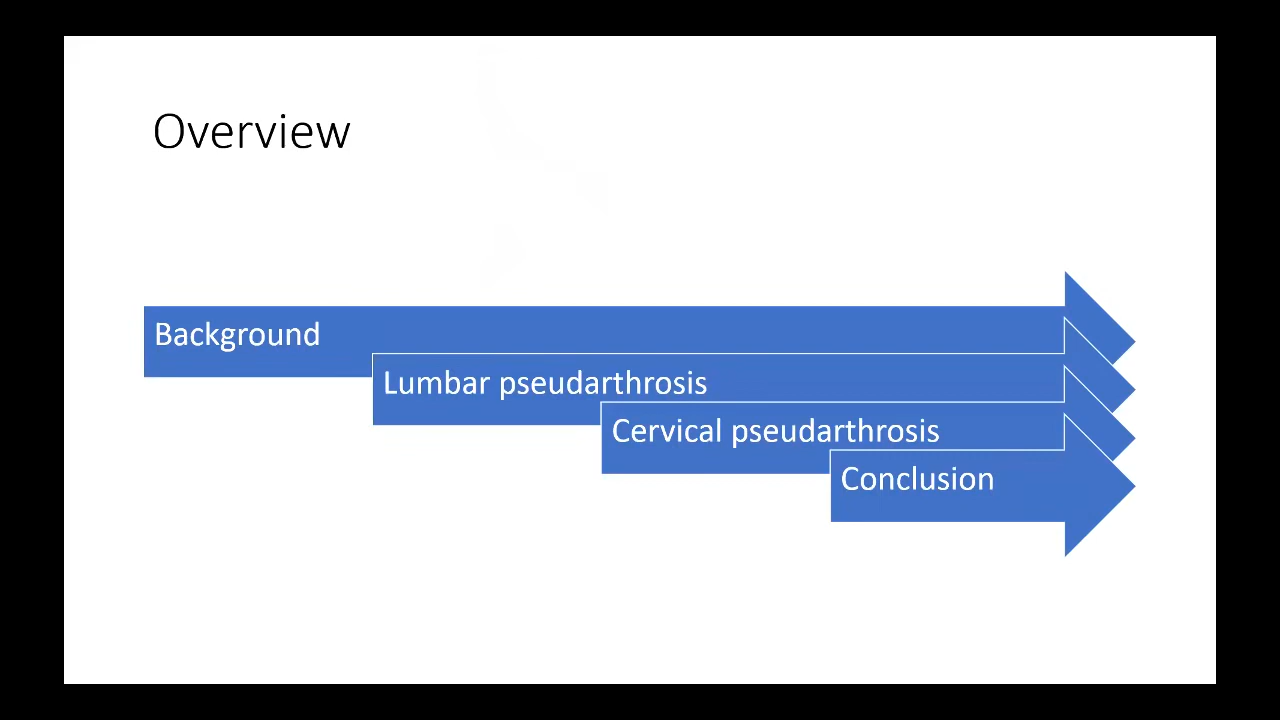 Overview
Background
Lumbar pseudarthrosis
Cervical pseudarthrosis
Conclusion